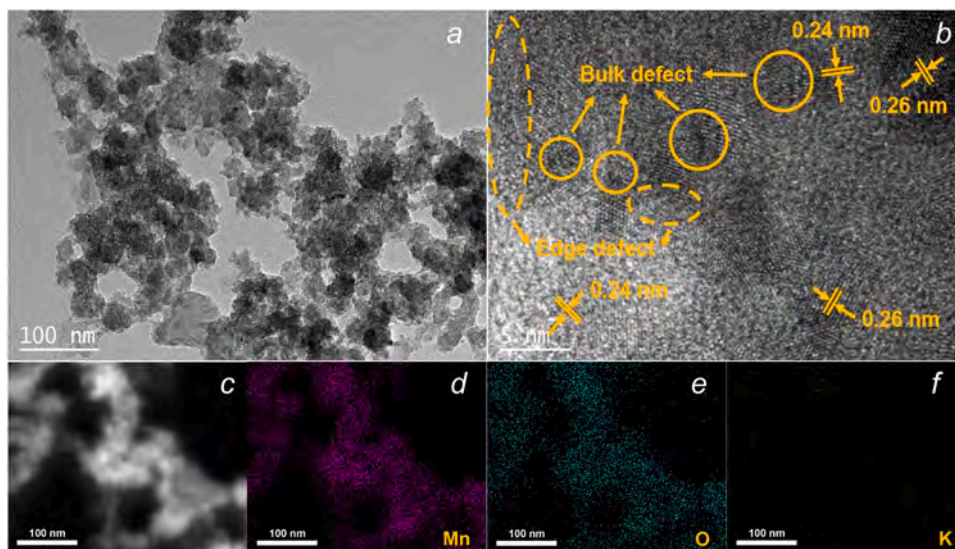 a
100 nm
b
0.24 nm
Bulk defect
0.26 nm
Edge defect
0.24 nm
0.26 nm
5 nm
c
100 nm
d
100 nm
Mn
e
100 nm
O
f
100 nm
K